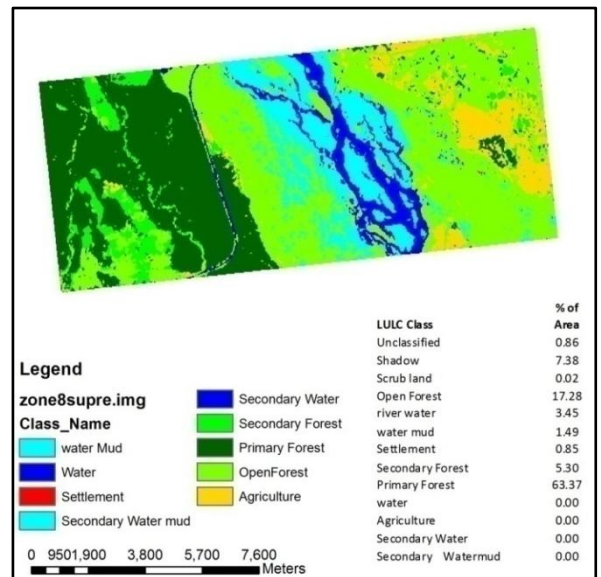 Legend
zone8supre.img
Class_Name
water Mud
Water
Settlement
Secondary Water mud
Secondary Water
Secondary Forest
Primary Forest
OpenForest
Agriculture
0 9501,900 3,800 5,700 7,600
Meters
LULC Class % of Area
Unclassified 0.86
Shadow 7.38
Scrub land 0.02
Open Forest 17.28
river water 3.45
water mud 1.49
Settlement 0.85
Secondary Forest 5.30
Primary Forest 63.37
water 0.00
Agriculture 0.00
Secondary Water 0.00
Secondary Watermud 0.00